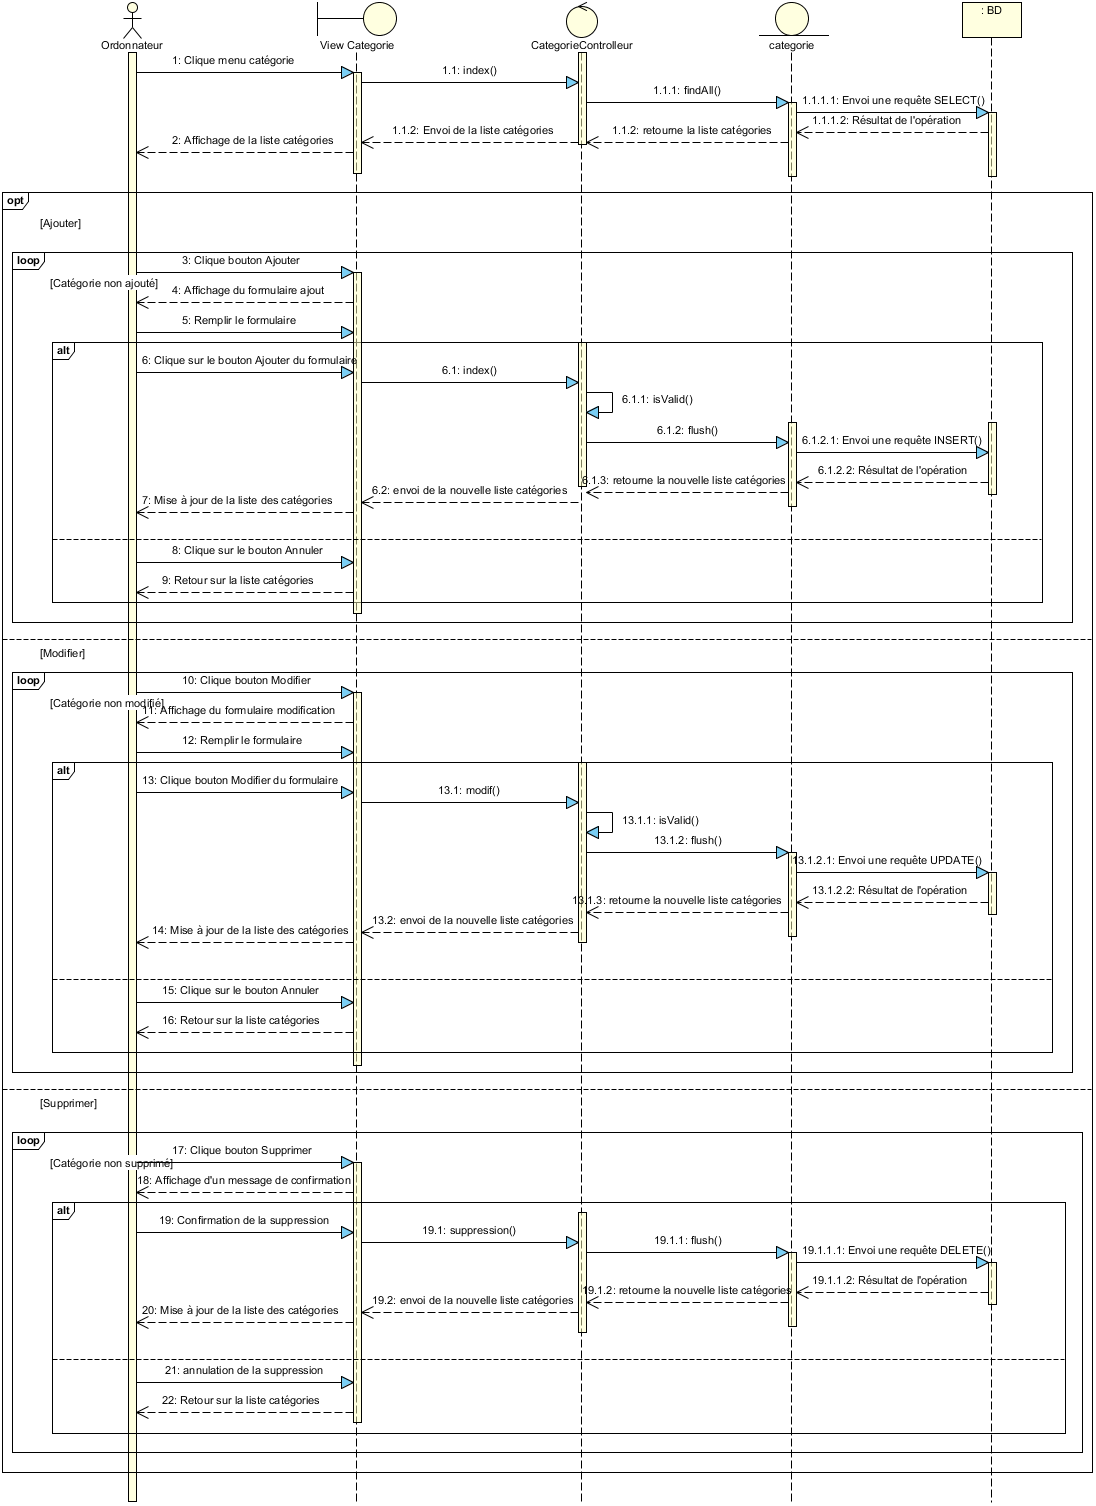 : BD
Ordonnateur
View Categorie
CategorieControlleur
categorie
1: Clique menu catégorie
1.1: index()
1.1.1: findAll()
1.1.1.1: Envoi une requête SELECT()
1.1.1.2: Résultat de l'opération
1.1.2: retourne la liste catégories
1.1.2: Envoi de la liste catégories
2: Affichage de la liste catégories
opt
[Ajouter]
loop
3: Clique bouton Ajouter
[Catégorie non ajouté]
4: Affichage du formulaire ajout
5: Remplir le formulaire
alt
6: Clique sur le bouton Ajouter du formulaire
6.1: index()
6.1.1: isValid()
6.1.2: flush()
6.1.2.1: Envoi une requête INSERT()
6.1.2.2: Résultat de l'opération
6.1.3: retourne la nouvelle liste catégories
6.2: envoi de la nouvelle liste catégories
7: Mise à jour de la liste des catégories
8: Clique sur le bouton Annuler
9: Retour sur la liste catégories
[Modifier]
loop
10: Clique bouton Modifier
[Catégorie non modifié]
11: Affichage du formulaire modification
12: Remplir le formulaire
alt
13: Clique bouton Modifier du formulaire
13.1: modif()
13.1.1: isValid()
13.1.2: flush()
13.1.2.1: Envoi une requête UPDATE()
13.1.2.2: Résultat de l'opération
13.1.3: retourne la nouvelle liste catégories
13.2: envoi de la nouvelle liste catégories
14: Mise à jour de la liste des catégories
15: Clique sur le bouton Annuler
16: Retour sur la liste catégories
[Supprimer]
loop
17: Clique bouton Supprimer
[Catégorie non supprimé]
18: Affichage d'un message de confirmation
alt
19: Confirmation de la suppression
19.1: suppression()
19.1.1: flush()
19.1.1.1: Envoi une requête DELETE()
19.1.1.2: Résultat de l'opération
19.1.2: retourne la nouvelle liste catégories
19.2: envoi de la nouvelle liste catégories
20: Mise à jour de la liste des catégories
21: annulation de la suppression
22: Retour sur la liste catégories